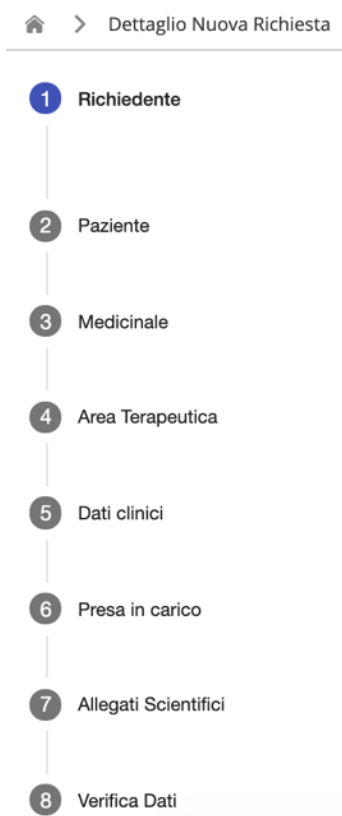 Dettaglio Nuova Richiesta
1 Richiedente
2 Paziente
3 Medicinale
4 Area Terapeutica
5 Dati clinici
6 Presa in carico
7 Allegati Scientifici
8 Verifica Dati